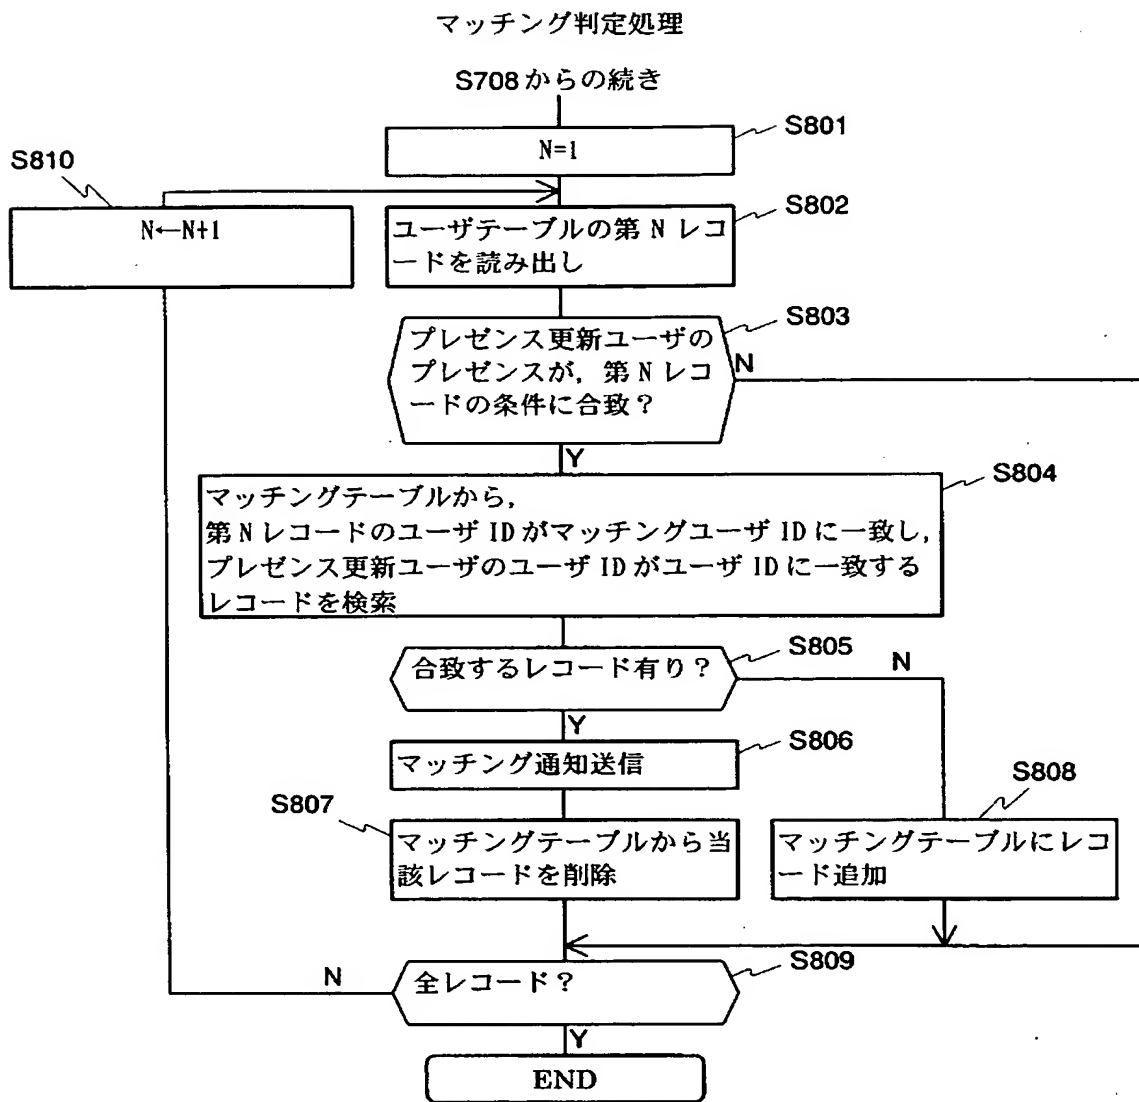 マッチング判定処理
S708からの続き
S801
N=1
S810
N←N+1
S802
ユーザテーブルの第Nレコ
ードを読み出し
S803
プレゼンス更新ユーザの
プレゼンスが，第Nレコ
ードの条件に合致？
N
Y
S804
マッチングテーブルから，
第NレコードのユーザIDがマッチングユーザIDに一致し，
プレゼンス更新ユーザのユーザIDがユーザIDに一致する
レコードを検索
S805
合致するレコード有り？
N
Y
S806
マッチング通知送信
S807
マッチングテーブルから当
該レコードを削除
S808
マッチングテーブルにレコ
ード追加
S809
全レコード？
N
Y
END